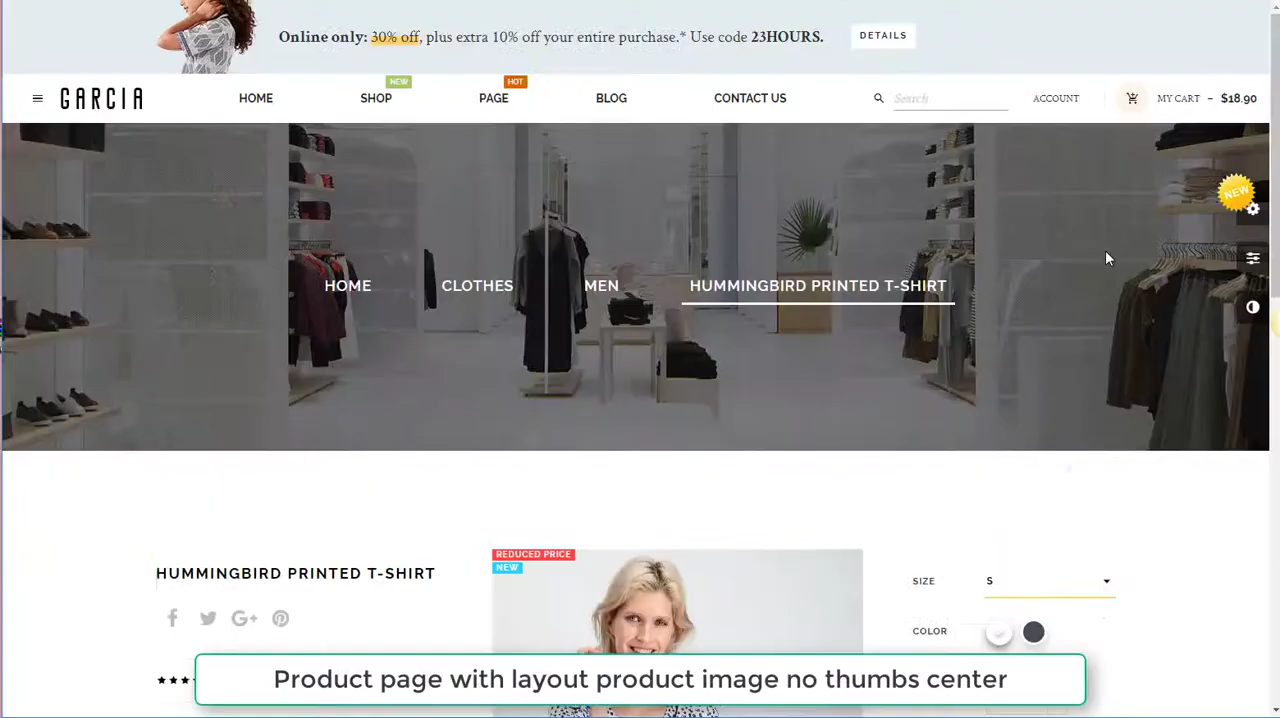 Online only: 30% off, plus extra 10% off your entire purchase.* Use code 23HOURS.
DETAILS
NEW
HOT
GARCIA
HOME
SHOP
PAGE
BLOG
CONTACT US
Search
ACCOUNT
MY CART - $18.90
NEW
HOME
CLOTHES
MEN
HUMMINGBIRD PRINTED T-SHIRT
REDUCED PRICE
NEW
HUMMINGBIRD PRINTED T-SHIRT
SIZE
S
COLOR
Product page with layout product image no thumbs center